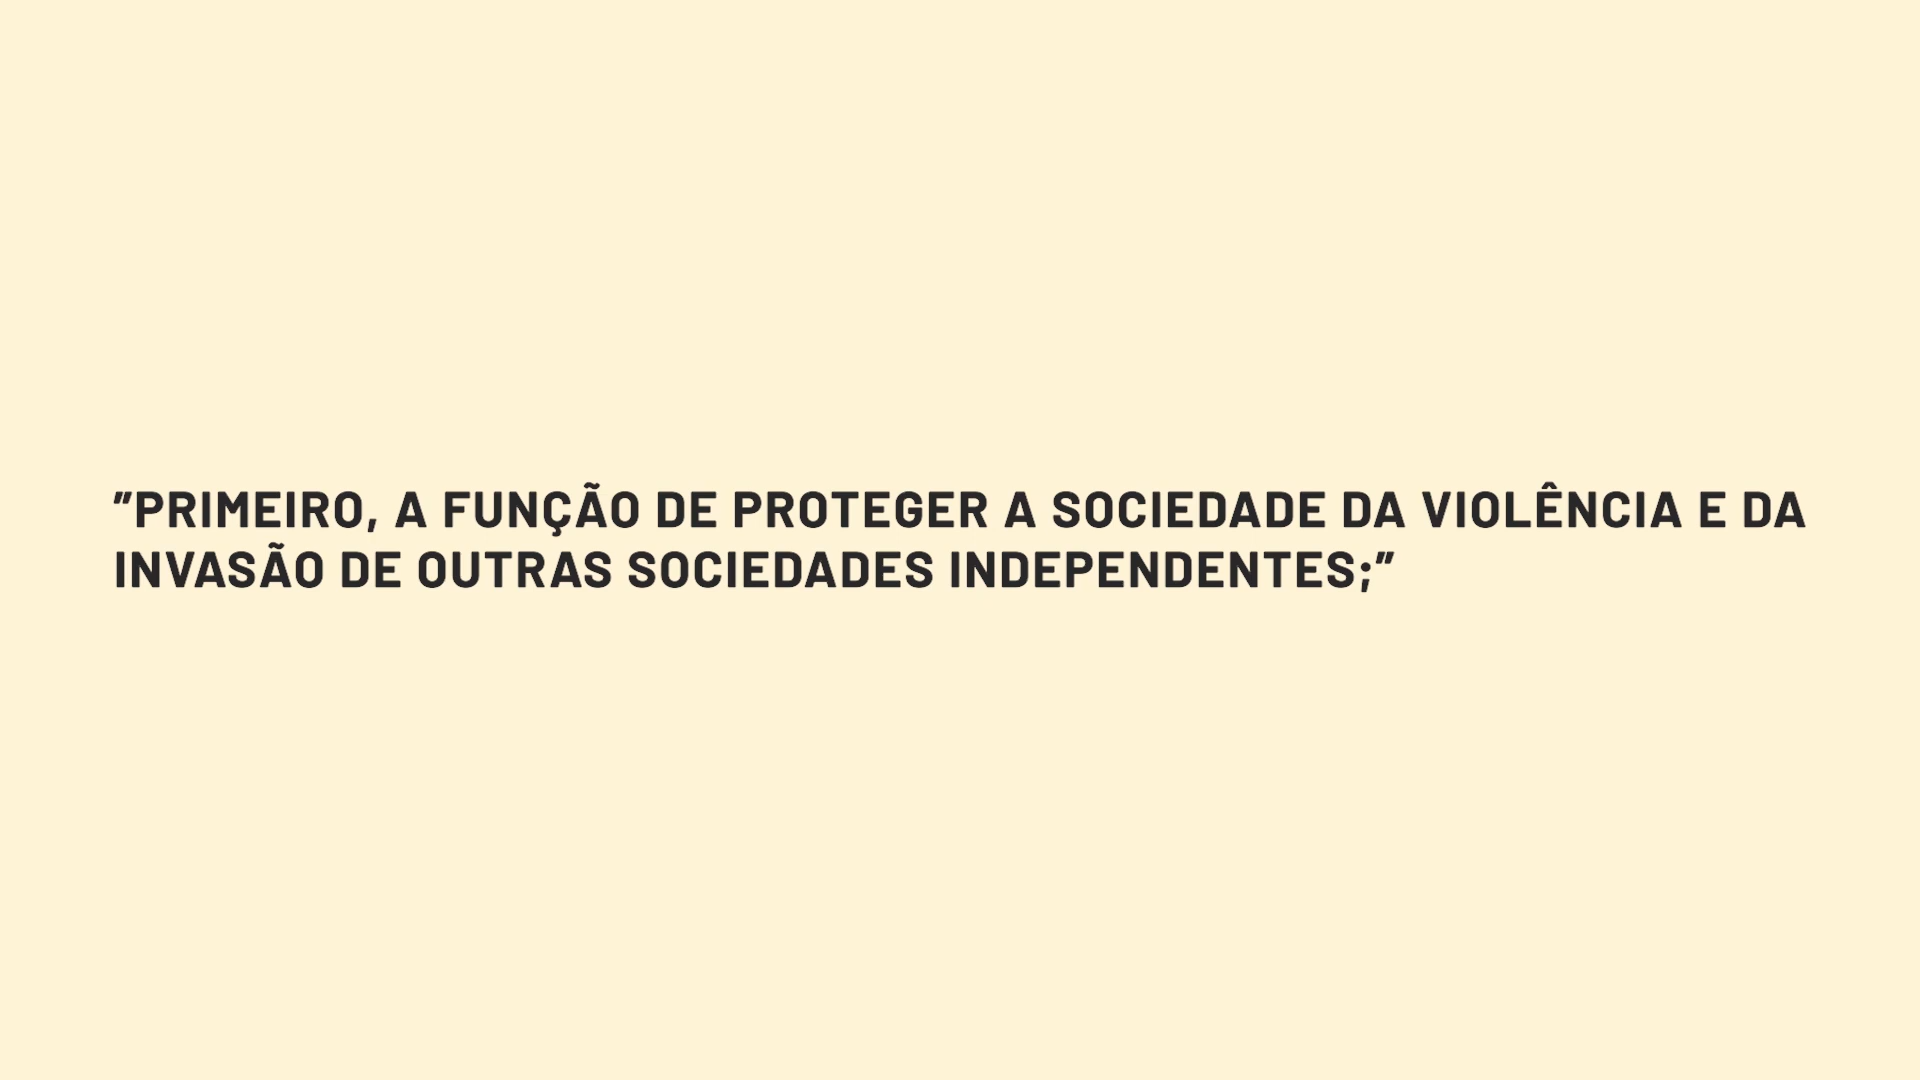 "PRIMEIRO, A FUNÇÃO DE PROTEGER A SOCIEDADE DA VIOLÊNCIA E DA
INVASÃO DE OUTRAS SOCIEDADES INDEPENDENTES;"